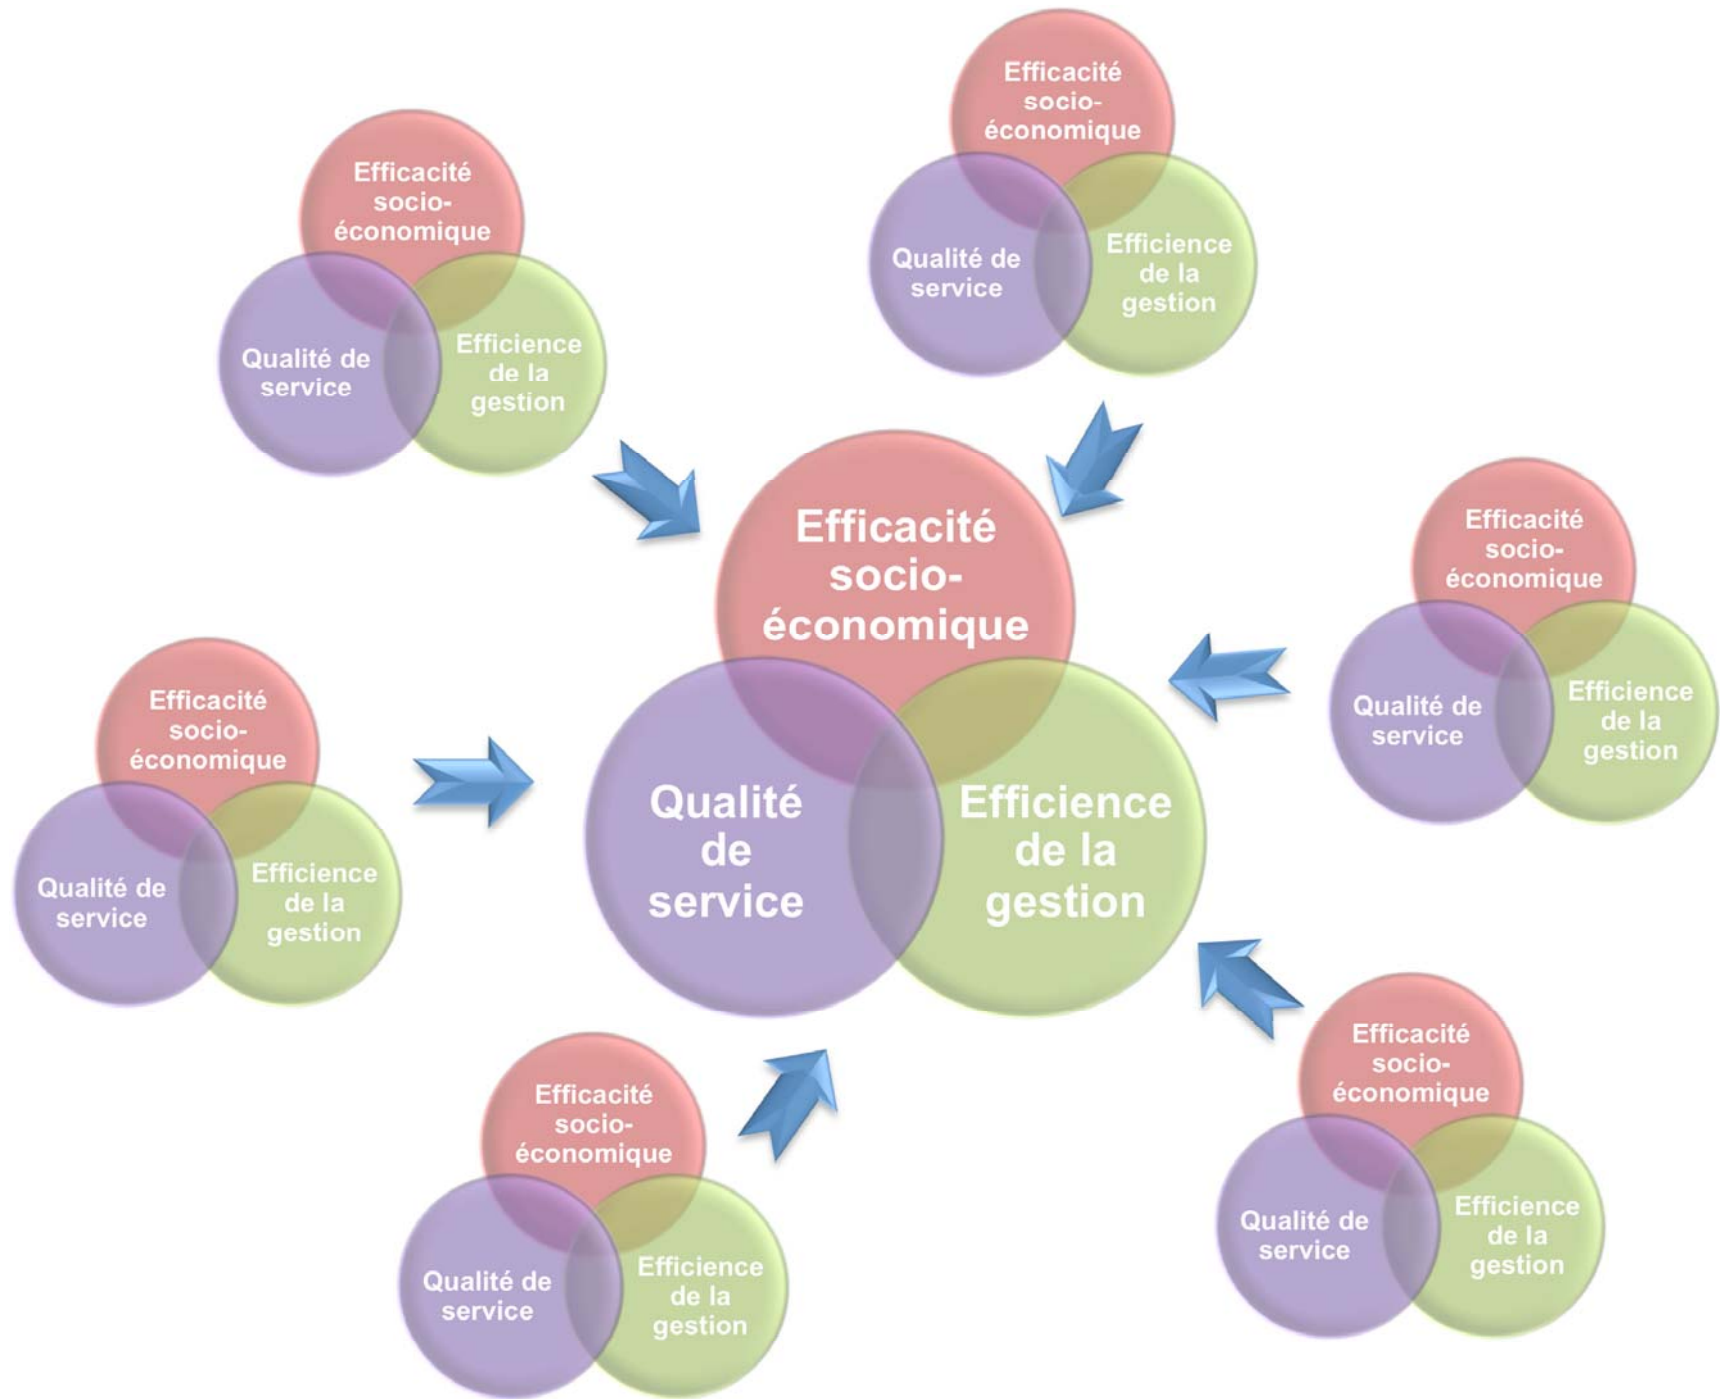 Efficacité
socio-
économique
Qualité de
service
Efficience
de la
gestion
Efficacité
socio-
économique
Qualité de
service
Efficience
de la
gestion
Efficacité
socio-
économique
Qualité
de
service
Efficience
de la
gestion
Efficacité
socio-
économique
Qualité de
service
Efficience
de la
gestion
Efficacité
socio-
économique
Qualité de
service
Efficience
de la
gestion
Efficacité
socio-
économique
Qualité de
service
Efficience
de la
gestion
Efficacité
socio-
économique
Qualité de
service
Efficience
de la
gestion